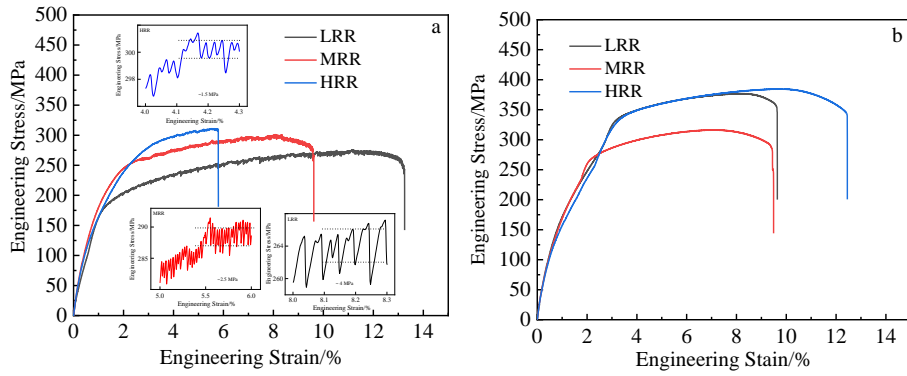 a
500
450
400
350
300
250
200
150
100
50
0
0 2 4 6 8 10 12 14
Engineering Stress/MPa
Engineering Strain/%
LRR
MRR
HRR
HRR
300
298
296
4.0 4.1 4.2 4.3
Engineering Stress/MPa
Engineering Strain/%
~1.5 MPa
MRR
290
285
5.0 5.5 6.0
Engineering Stress/MPa
Engineering Strain/%
~2.5 MPa
LRR
264
260
8.0 8.1 8.2 8.3
Engineering Stress/MPa
Engineering Strain/%
~4 MPa
b
500
450
400
350
300
250
200
150
100
50
0
0 2 4 6 8 10 12 14
Engineering Stress/MPa
Engineering Stain/%
LRR
MRR
HRR